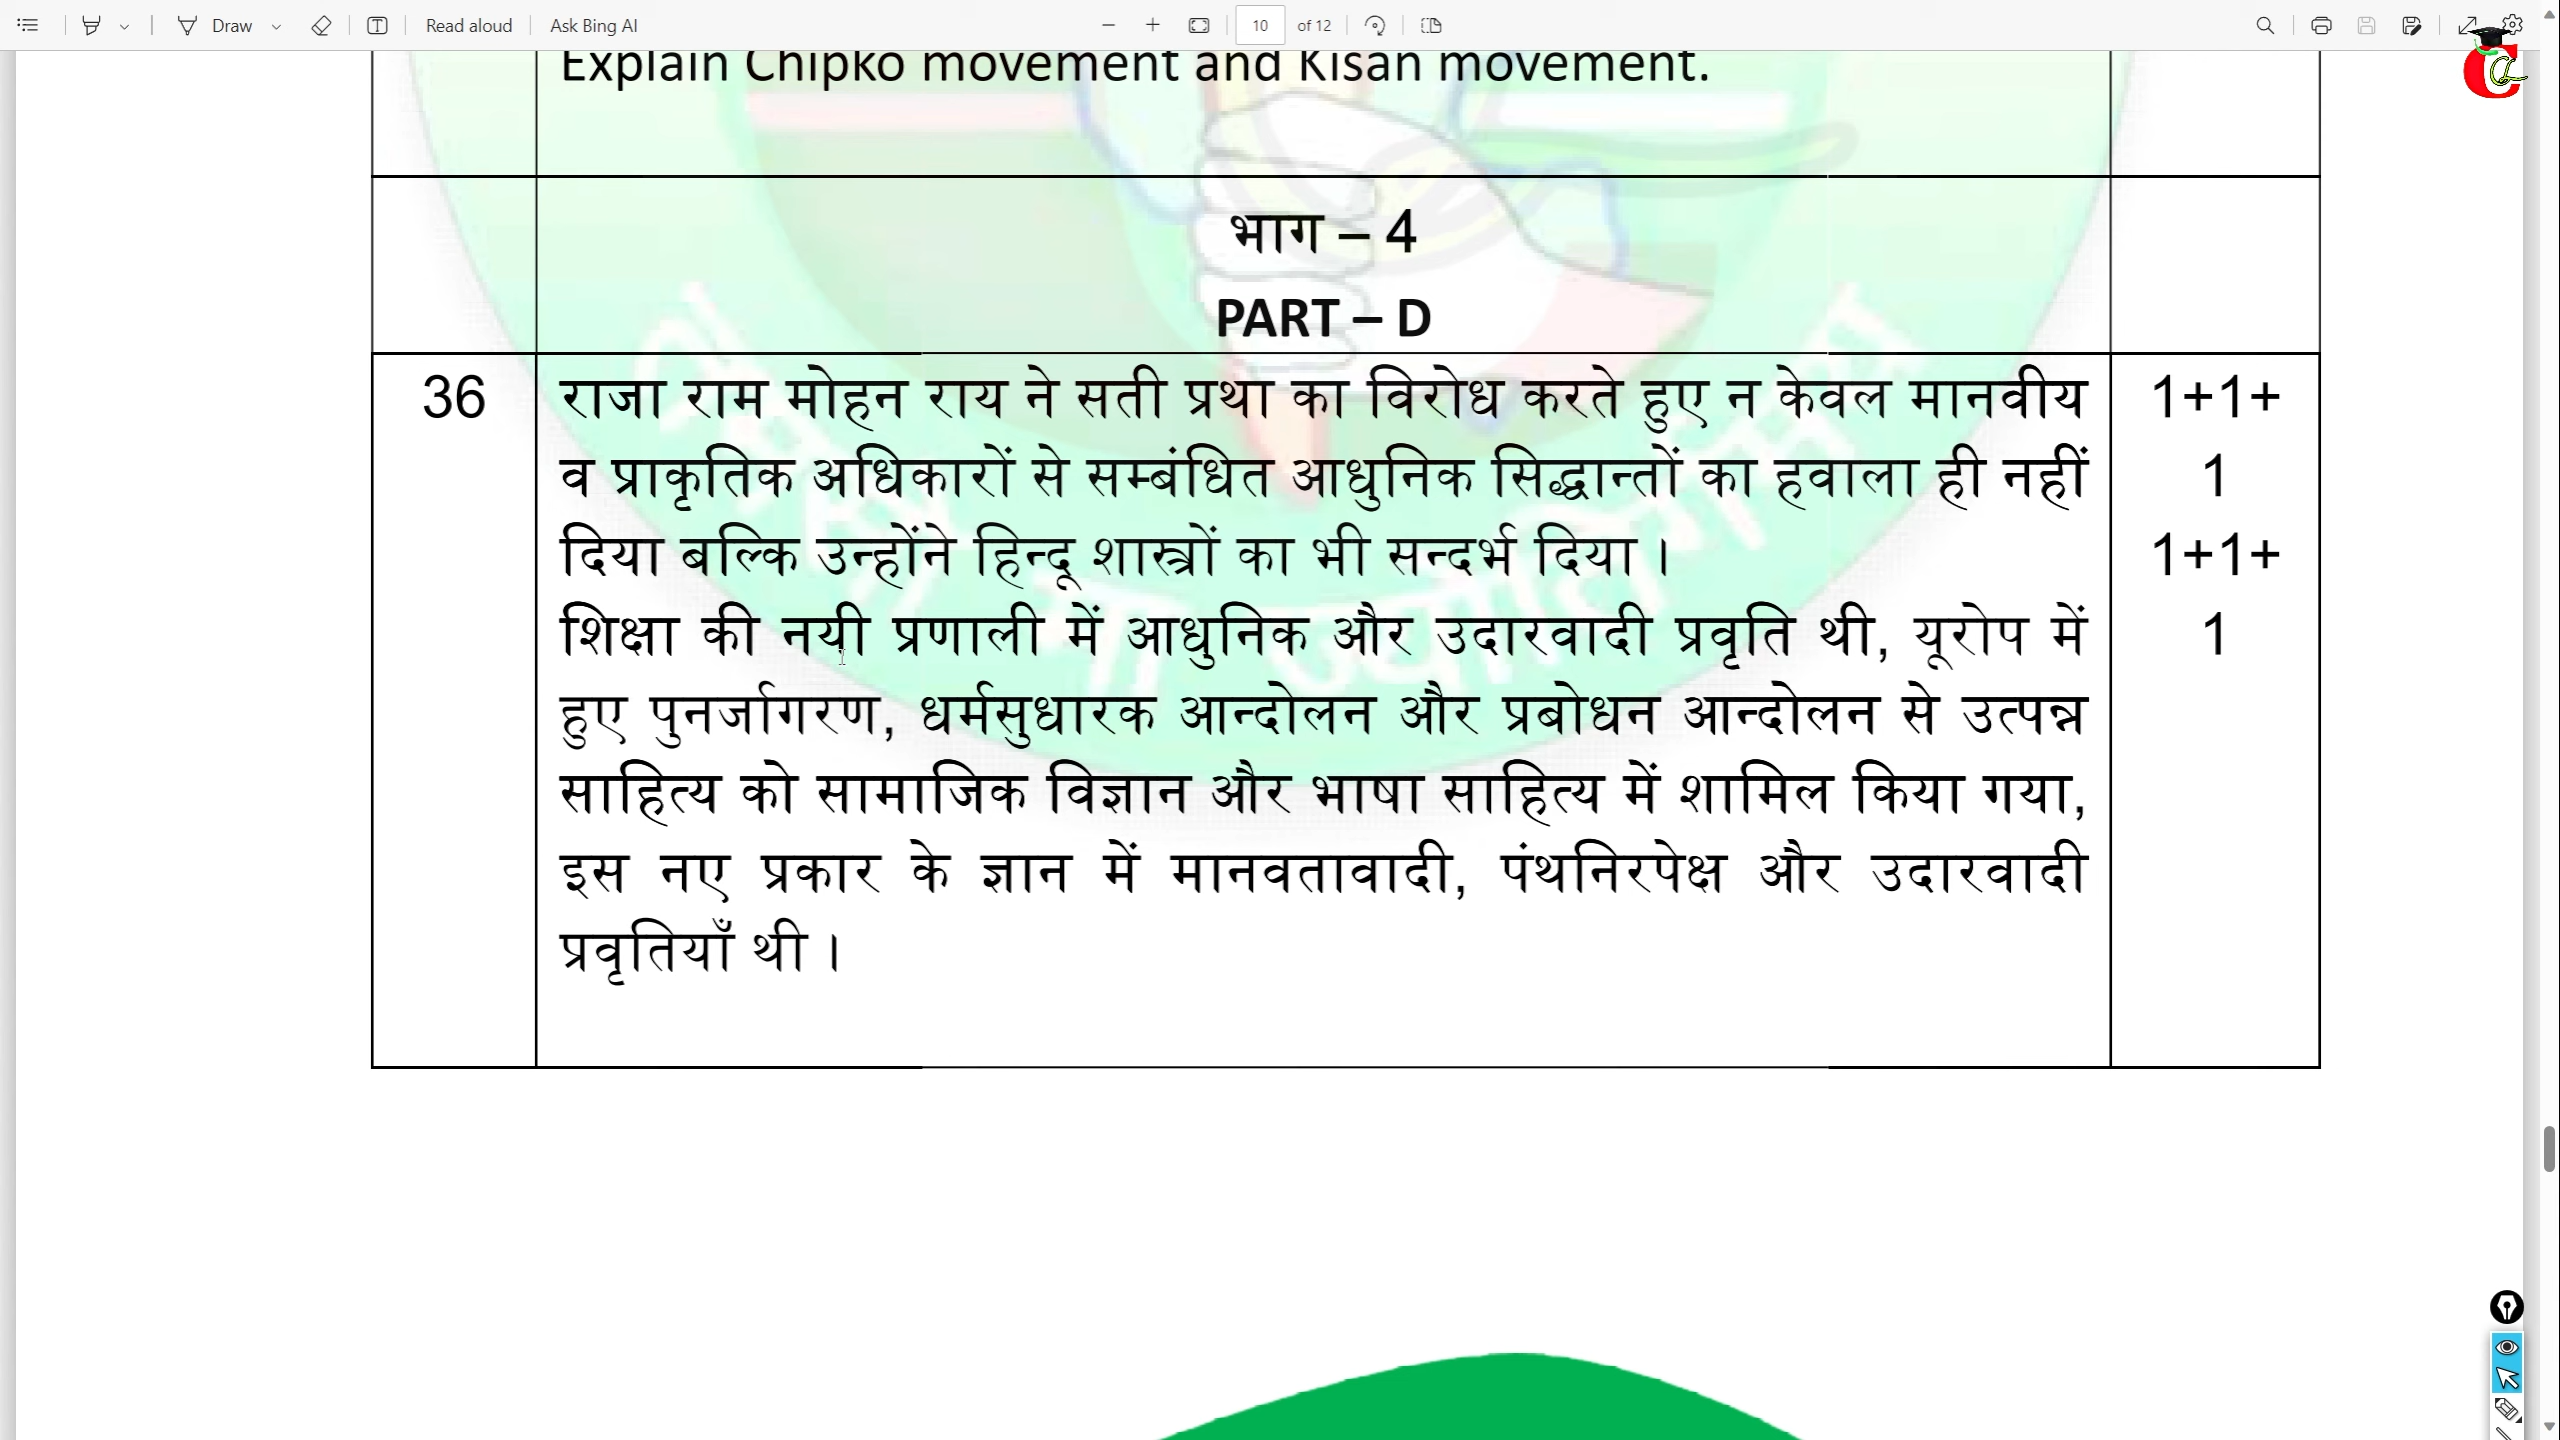 Draw
Read aloud
Ask Bing AI
10 of 12
Explain Chipko movement and Kisan movement.
भाग – 4
PART – D
36
राजा राम मोहन राय ने सती प्रथा का विरोध करते हुए न केवल मानवीय
व प्राकृतिक अधिकारों से सम्बंधित आधुनिक सिद्धान्तों का हवाला ही नहीं
दिया बल्कि उन्होंने हिन्दू शास्त्रों का भी सन्दर्भ दिया ।
शिक्षा की नयी प्रणाली में आधुनिक और उदारवादी प्रवृति थी, यूरोप में
हुए पुनर्जागरण, धर्मसुधारक आन्दोलन और प्रबोधन आन्दोलन से उत्पन्न
साहित्य को सामाजिक विज्ञान और भाषा साहित्य में शामिल किया गया,
इस नए प्रकार के ज्ञान में मानवतावादी, पंथनिरपेक्ष और उदारवादी
प्रवृतियाँ थी ।
1+1+
1
1+1+
1